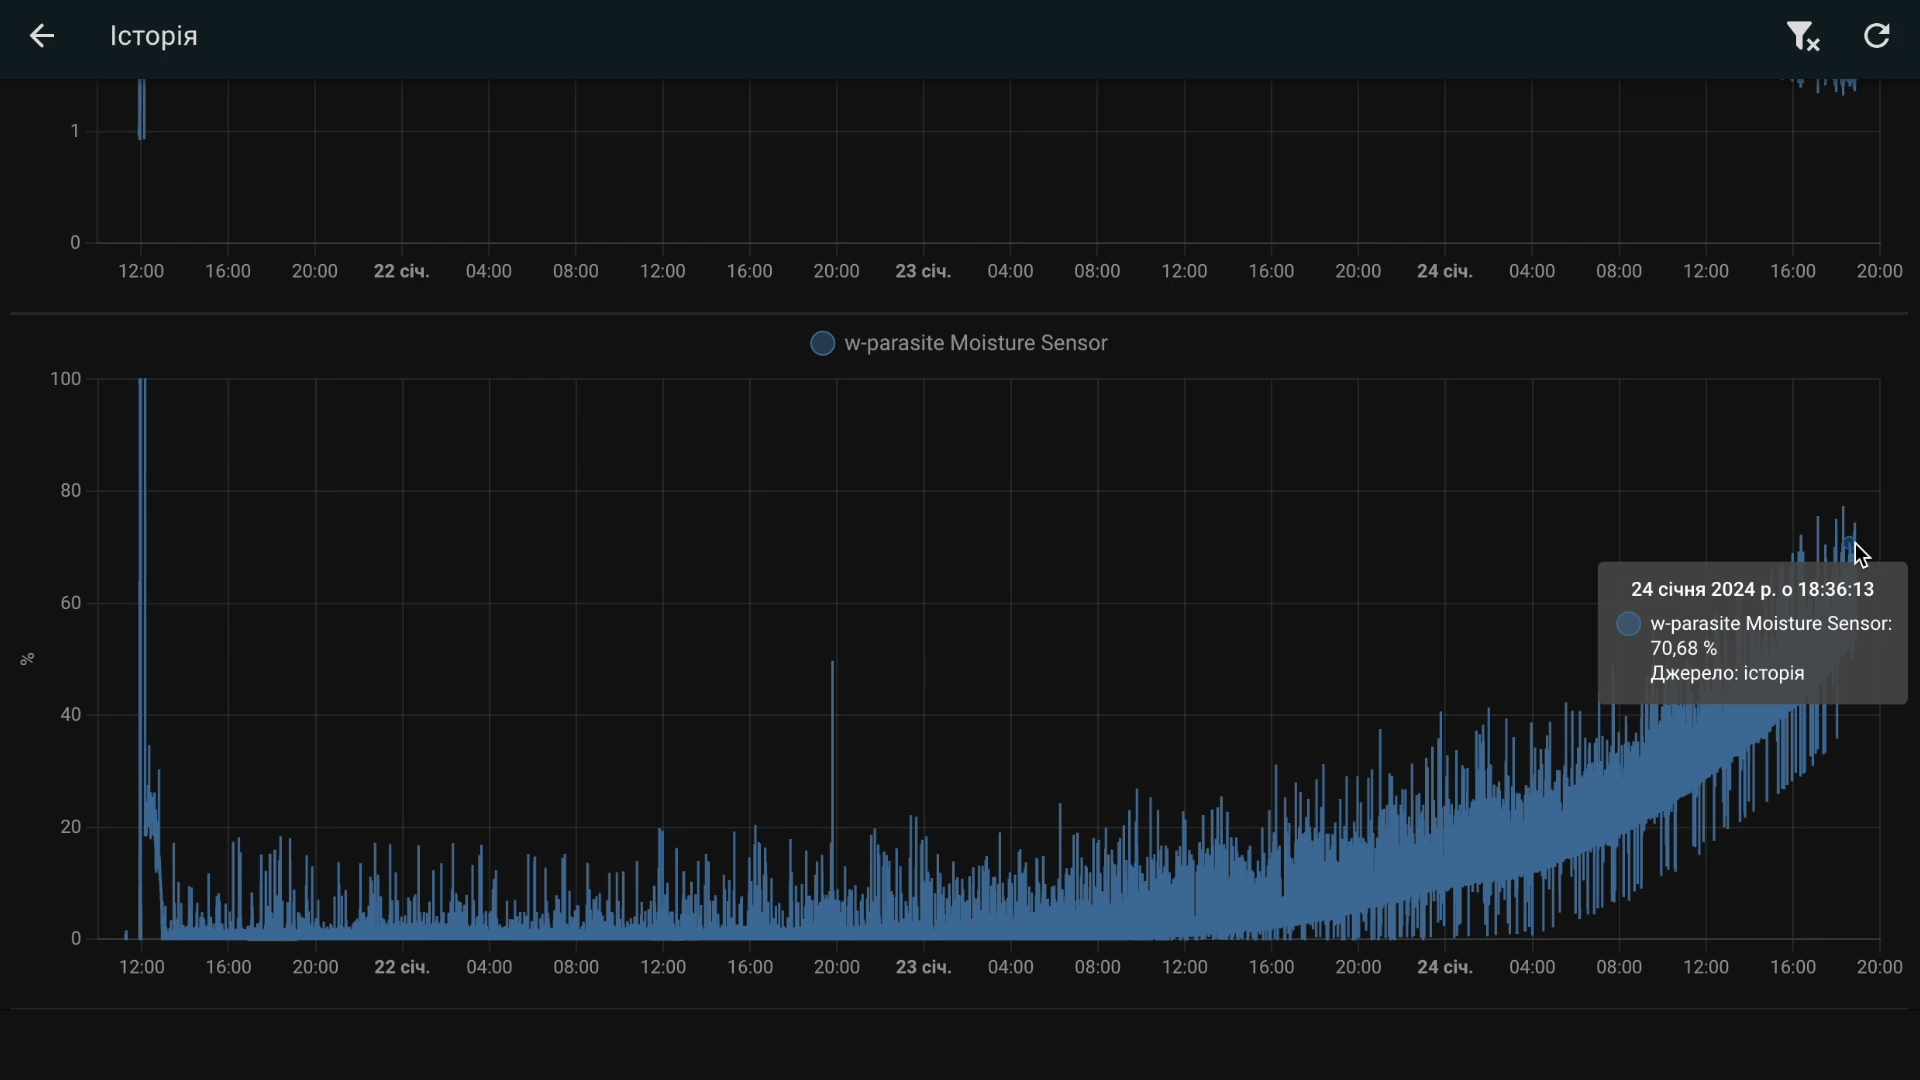 Історія
1
0
12:00 16:00 20:00 22 січ. 04:00 08:00 12:00 16:00 20:00 23 січ. 04:00 08:00 12:00 16:00 20:00 24 січ. 04:00 08:00 12:00 16:00 20:00
w-parasite Moisture Sensor
100
80
60
24 січня 2024 р. о 18:36:13
w-parasite Moisture Sensor:
70,68 %
Джерело: історія
%
40
20
0
12:00 16:00 20:00 22 січ. 04:00 08:00 12:00 16:00 20:00 23 січ. 04:00 08:00 12:00 16:00 20:00 24 січ. 04:00 08:00 12:00 16:00 20:00